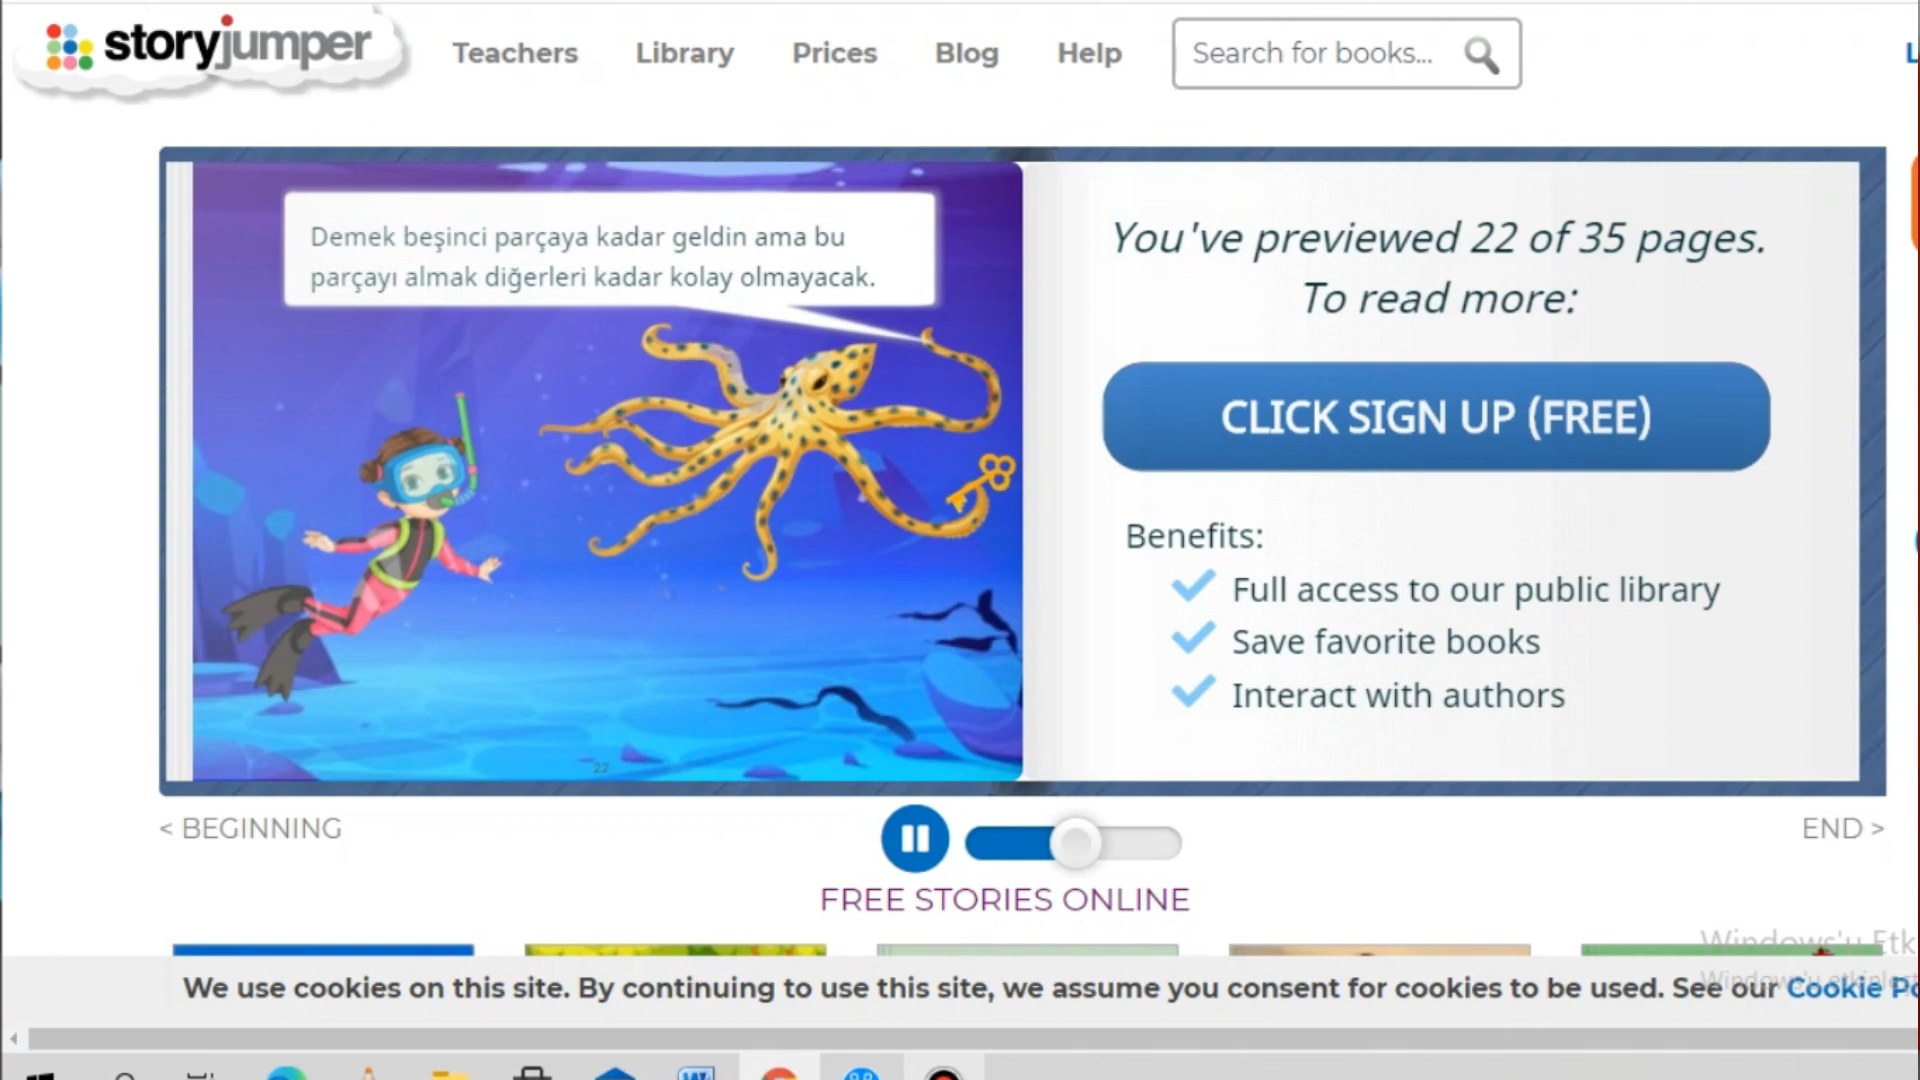 storyjumper
Teachers
Library
Prices
Blog
Help
Search for books...
Demek beşinci parçaya kadar geldin ama bu
parçayı almak diğerleri kadar kolay olmayacak.
22
You've previewed 22 of 35 pages.
To read more:
CLICK SIGN UP (FREE)
Benefits:
Full access to our public library
Save favorite books
Interact with authors
< BEGINNING
END >
FREE STORIES ONLINE
Windows'u Etk
We use cookies on this site. By continuing to use this site, we assume you consent for cookies to be used. See our Cookie Po